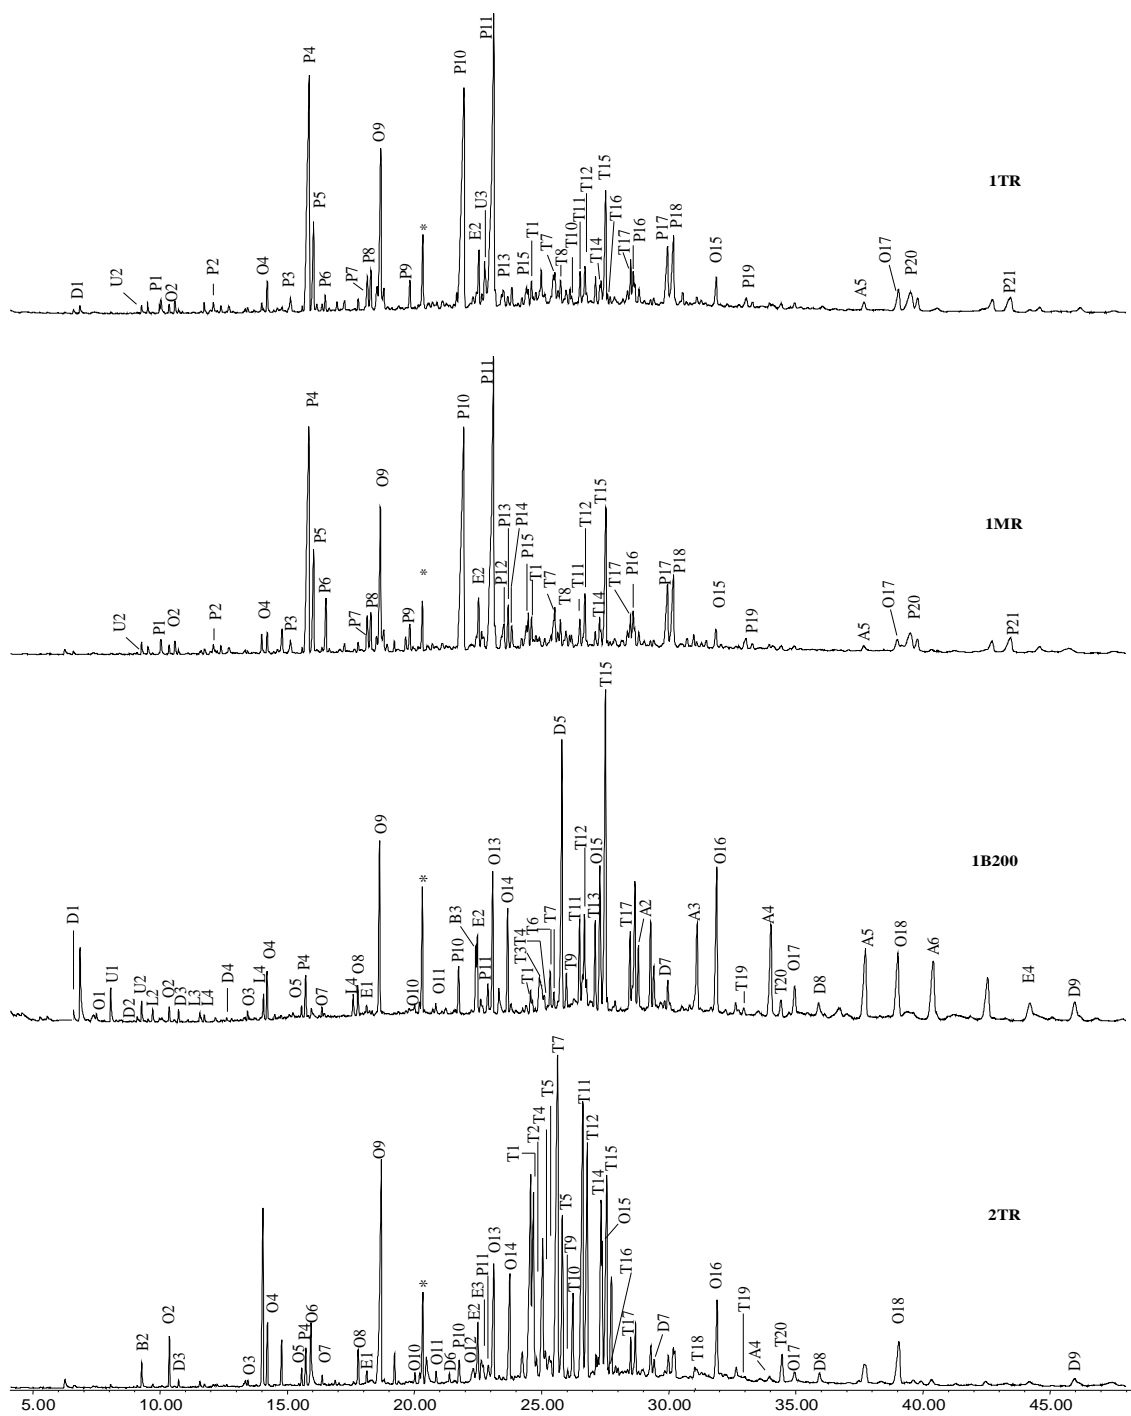 P11
P4
P10
O9
T15
T12
1TR
P5
U3
T11
T16
E2
T1
T7
T10
T17
P16
P17
P18
*
T8
T14
O4
P7
P8
P13
P15
O15
O17
P20
D1
U2
P1
O2
P2
P3
P6
P9
P19
A5
P21
P11
P4
P10
O9
T15
T12
1MR
P5
P13
P14
P15
*
P6
E2
P12
T1
T7
T11
T17
P16
P17
P18
U2
P1
O2
P2
O4
P3
P7
P8
P9
T8
T14
O15
P19
A5
O17
P20
P21
T15
D5
O9
T12
1B200
O13
O15
O16
*
B3
E2
O14
T6
T7
T11
T13
T17
A2
A3
A4
D1
T3
T4
A5
O18
A6
O1
U1
D2
U2
L2
O2
D3
L3
L4
D4
O3
L4
O4
O5
P4
O7
L4
O8
E1
O10
O11
P10
P11
T1
T9
D7
T19
T20
O17
D8
E4
D9
T7
T5
T11
T4
T2
T12
O9
T1
T14
T15
2TR
O15
O13
T5
T9
T16
P11
E3
E2
O14
T10
*
O16
T19
O18
B2
O2
D3
O3
O4
O5
P4
O6
O7
O8
E1
O10
O11
D6
P10
O12
T17
D7
T18
A4
T20
O17
D8
D9
5.00 10.00 15.00 20.00 25.00 30.00 35.00 40.00 45.00